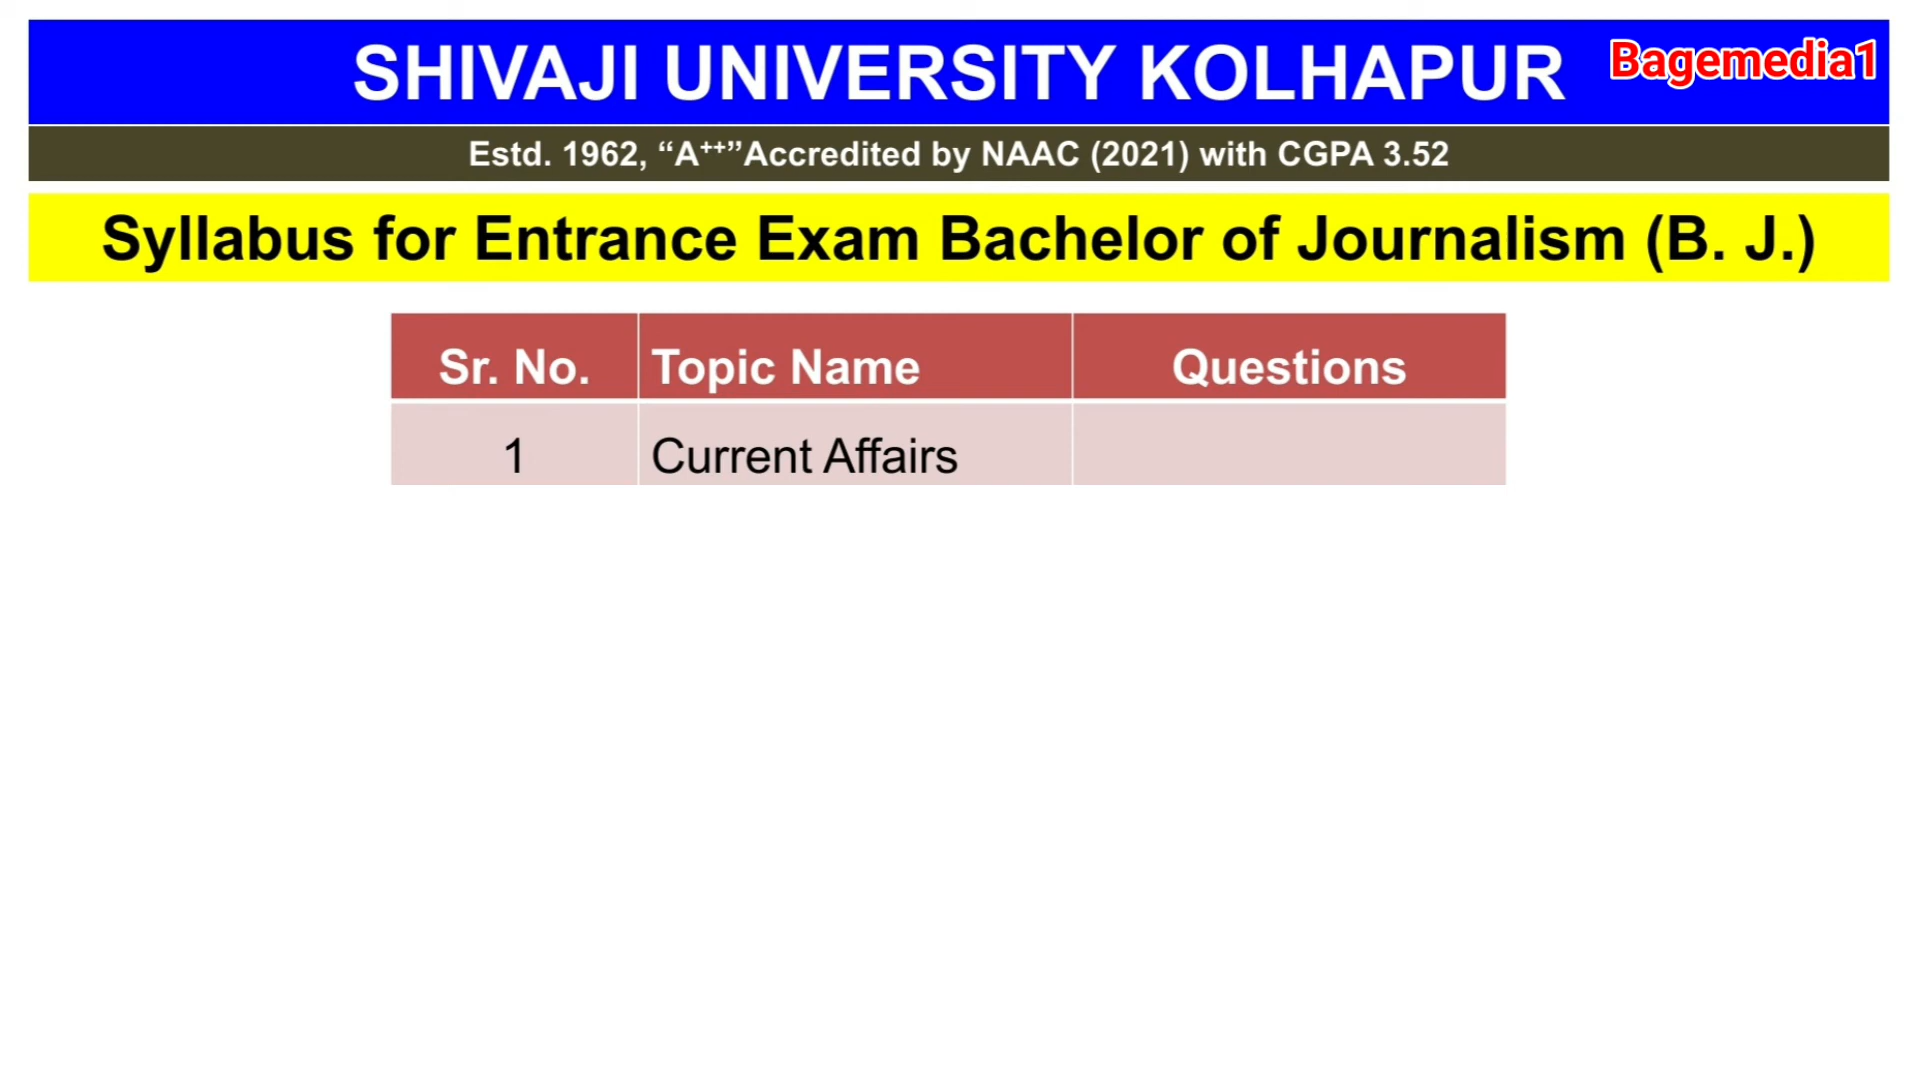 SHIVAJI UNIVERSITY KOLHAPUR
Bagemedia1
Estd. 1962, “A++”Accredited by NAAC (2021) with CGPA 3.52
Syllabus for Entrance Exam Bachelor of Journalism (B. J.)
Sr. No. Topic Name Questions
1 Current Affairs